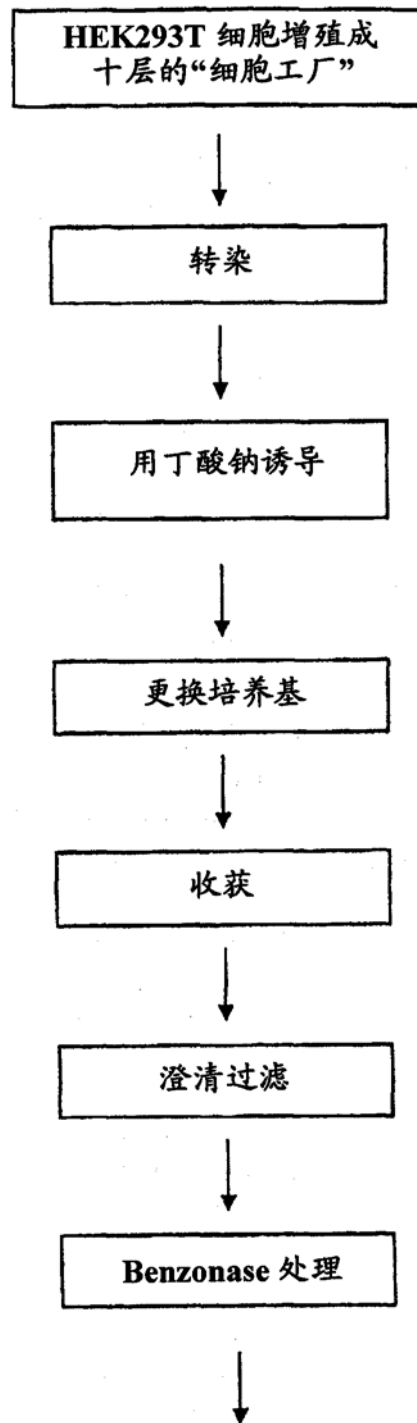 HEK293T 细胞增殖成
十层的“细胞工厂”
转染
用丁酸钠诱导
更换培养基
收获
澄清过滤
Benzonase 处理